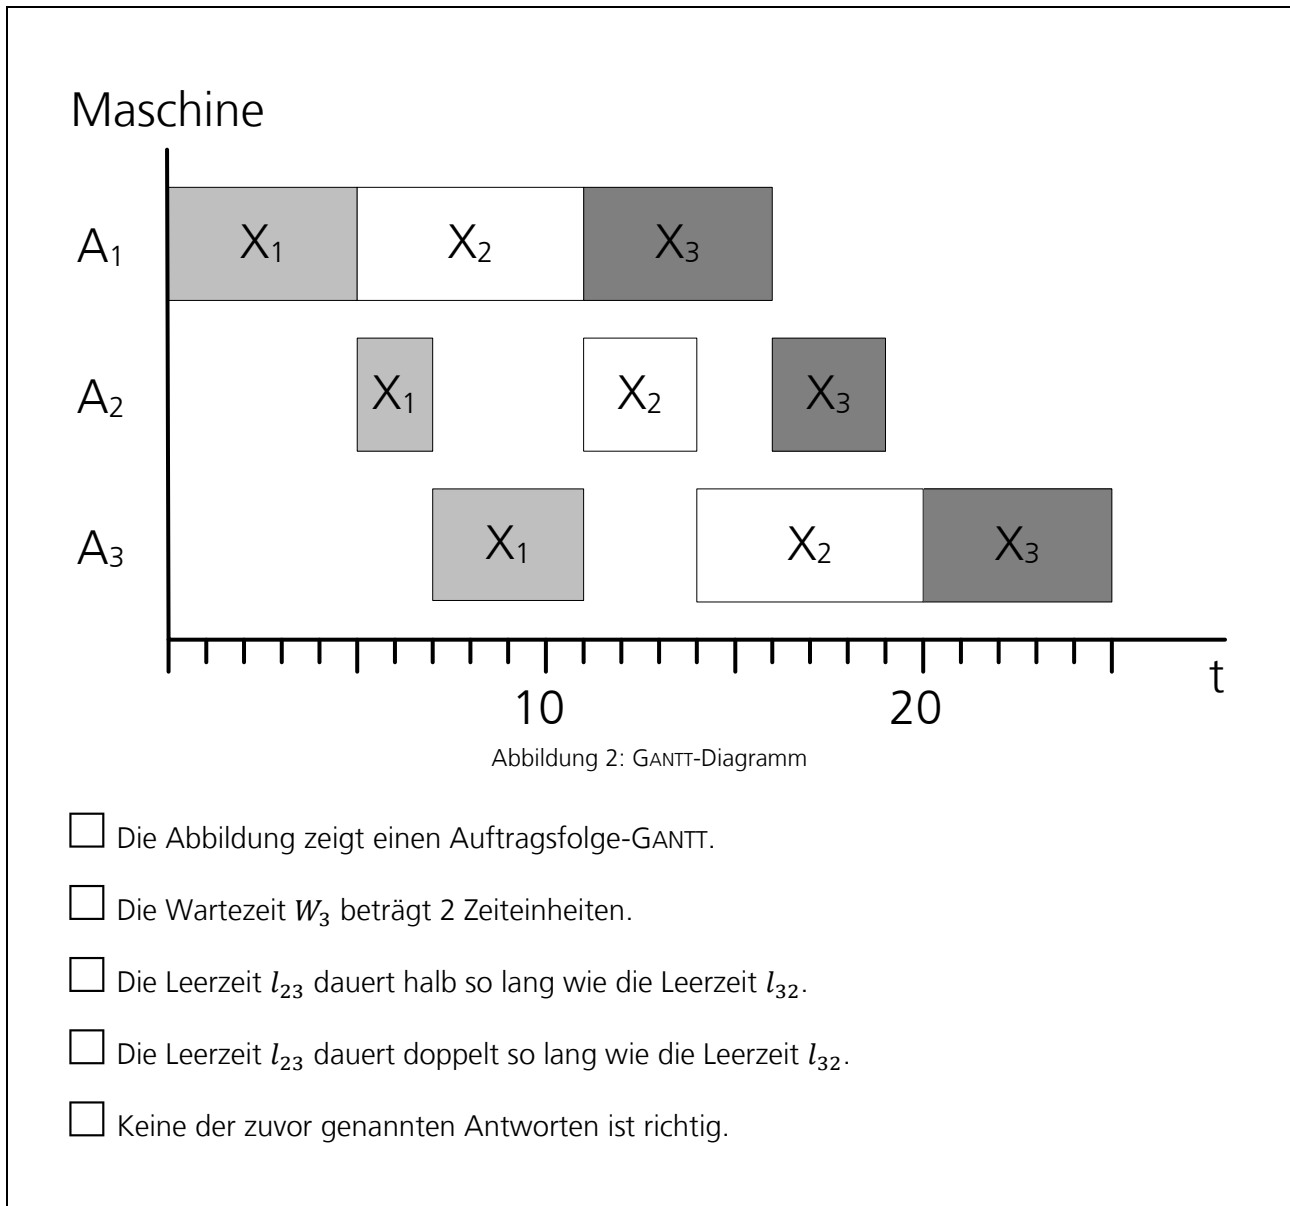 Maschine
A₁ X₁ X₂ X₃
A₂ X₁ X₂ X₃
A₃ X₁ X₂ X₃
10 20 t
Abbildung 2: GANTT-Diagramm
☐ Die Abbildung zeigt einen Auftragsfolge-GANTT.
☐ Die Wartezeit W₃ beträgt 2 Zeiteinheiten.
☐ Die Leerzeit l₂₃ dauert halb so lang wie die Leerzeit l₃₂.
☐ Die Leerzeit l₂₃ dauert doppelt so lang wie die Leerzeit l₃₂.
☐ Keine der zuvor genannten Antworten ist richtig.